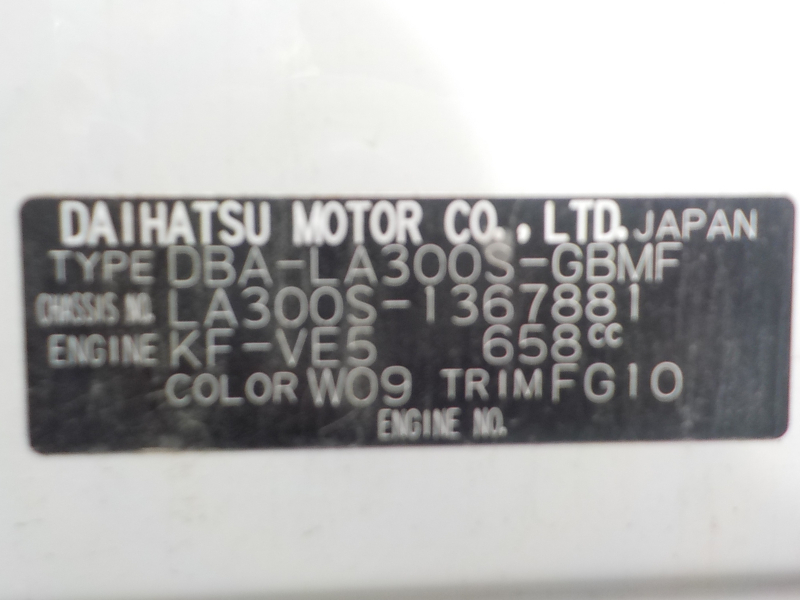 DAIHATSU MOTOR CO., LTD. JAPAN
TYPE DBA-LA300S-GBMF
CHASSIS NO. LA300S-1367881
ENGINE KF-VE5 658cc
COLOR W09 TRIM FG10
ENGINE NO.